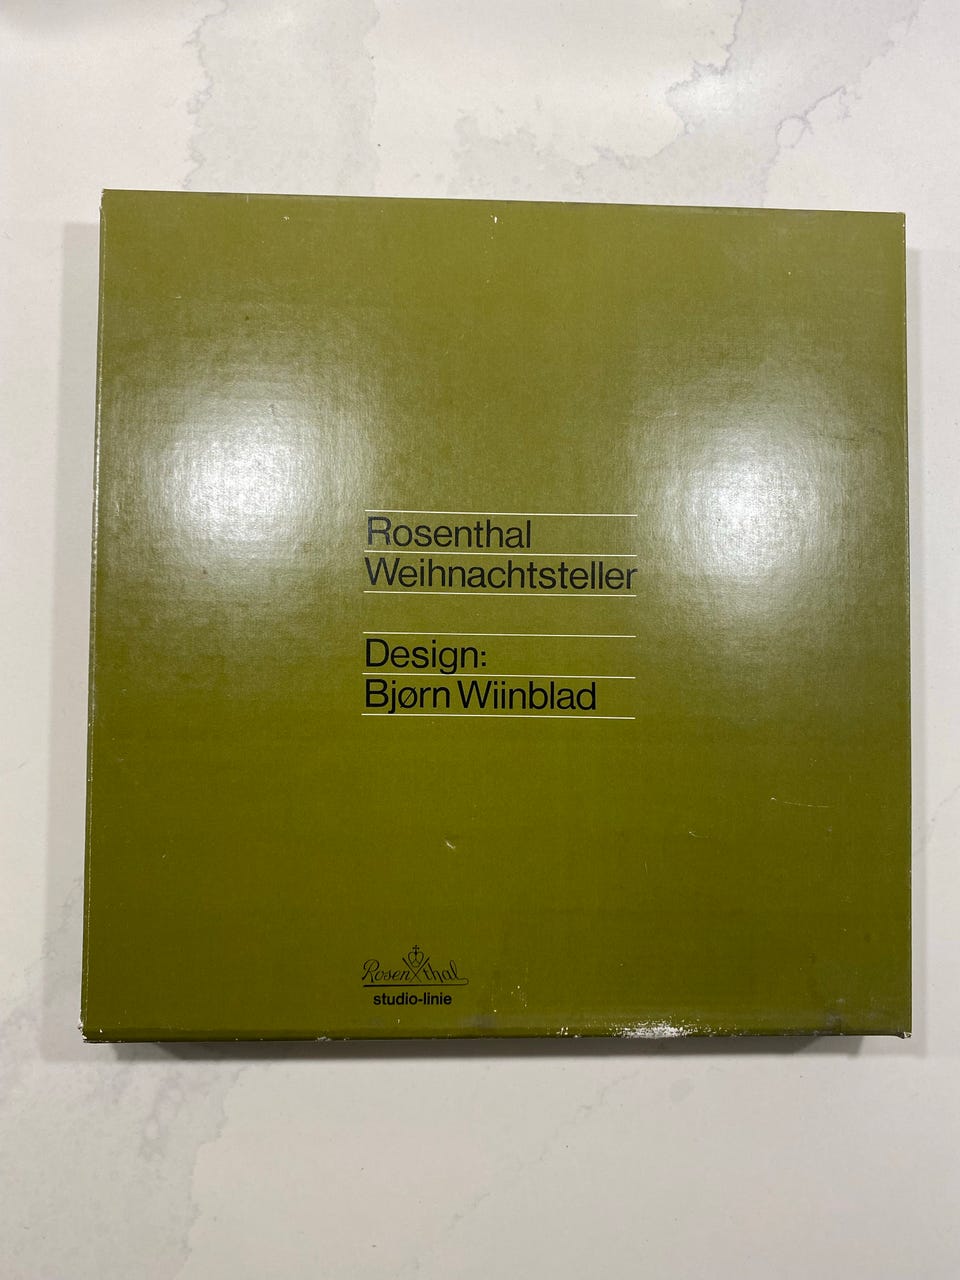 Rosenthal
Weihnachtsteller
Design:
Bjørn Wiinblad
Rosenthal
studio-linie